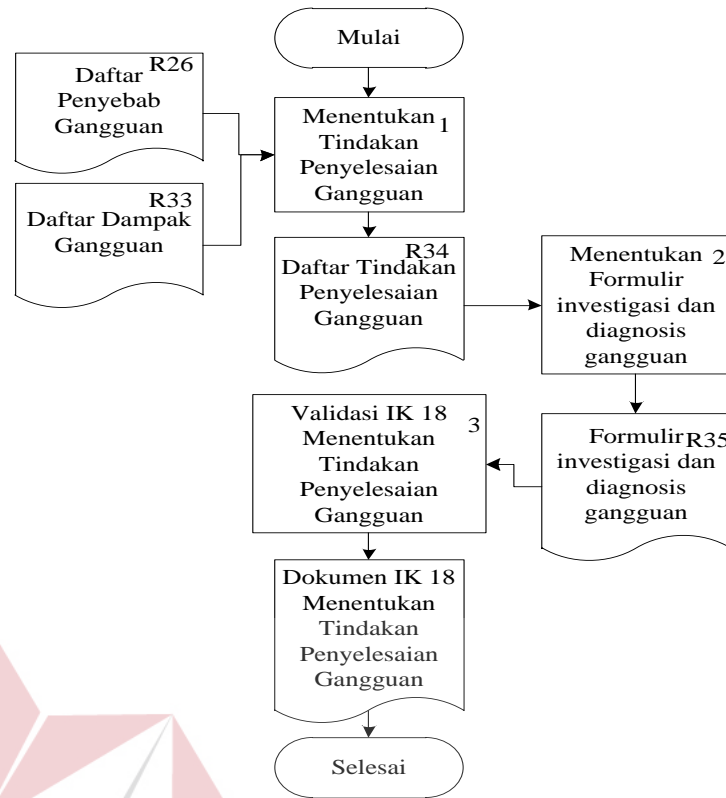 Mulai
R26
Daftar
Penyebab
Gangguan
R33
Daftar Dampak
Gangguan
1
Menentukan
Tindakan
Penyelesaian
Gangguan
R34
Daftar Tindakan
Penyelesaian
Gangguan
2
Menentukan
Formulir
investigasi dan
diagnosis
gangguan
R35
Formulir
investigasi dan
diagnosis
gangguan
3
Validasi IK 18
Menentukan
Tindakan
Penyelesaian
Gangguan
Dokumen IK 18
Menentukan
Tindakan
Penyelesaian
Gangguan
Selesai